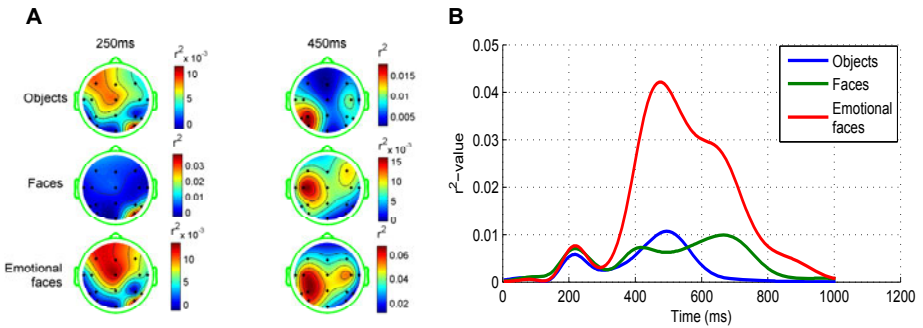 A
250ms
450ms
Objects
r² x 10⁻³
10
5
0
r²
0.015
0.01
0.005
Faces
r²
0.03
0.02
0.01
0
r² x 10⁻³
15
10
5
0
Emotional
faces
r² x 10⁻³
10
5
0
r²
0.06
0.04
0.02
B
0.05
0.04
0.03
0.02
0.01
0
r²-value
0
200
400
600
800
1000
1200
Time (ms)
Objects
Faces
Emotional
faces